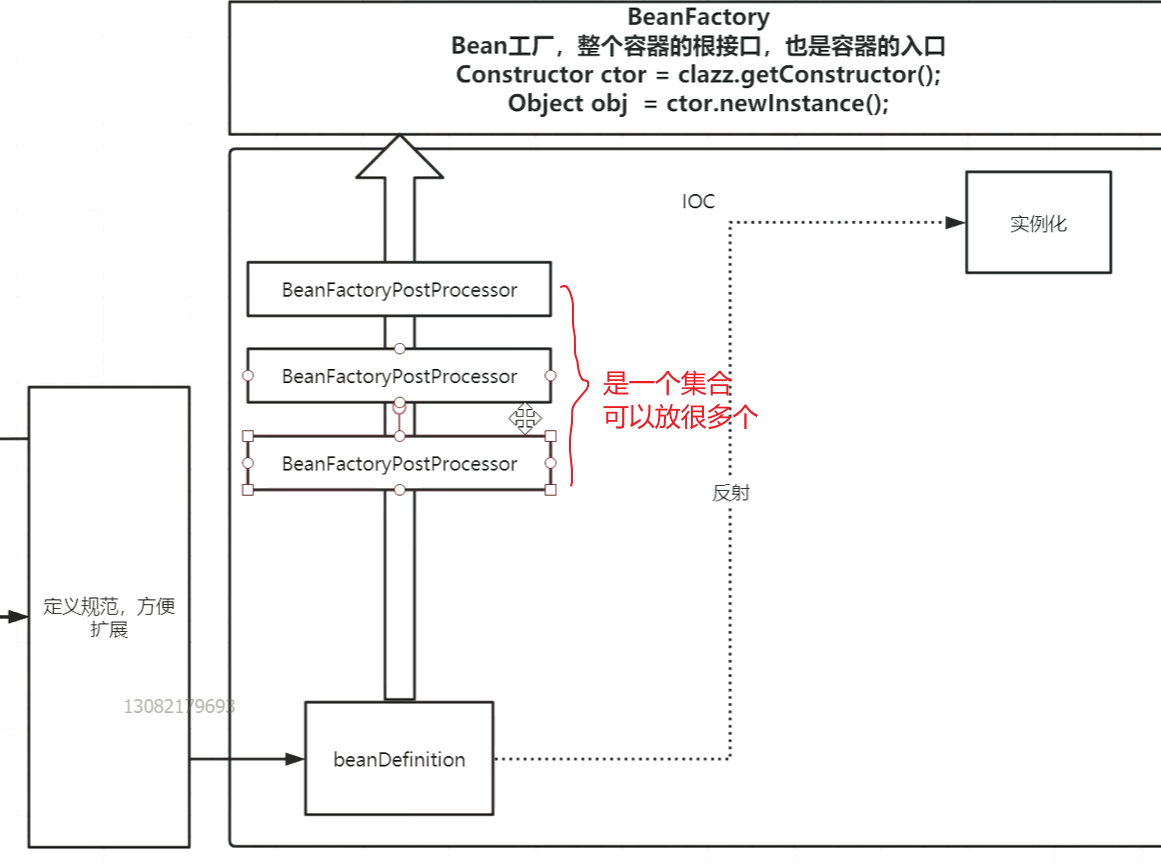 BeanFactory
Bean工厂，整个容器的根接口，也是容器的入口
Constructor ctor = clazz.getConstructor();
Object obj  = ctor.newInstance();
IOC
实例化
BeanFactoryPostProcessor
BeanFactoryPostProcessor
是一个集合
可以放很多个
BeanFactoryPostProcessor
反射
定义规范，方便
扩展
13082179693
beanDefinition